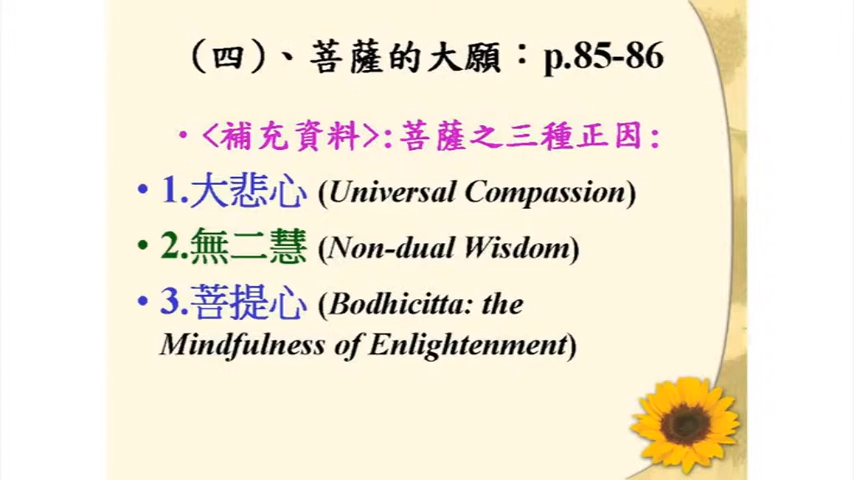 (四)、菩薩的大願：p.85-86
•<補充資料>:菩薩之三種正因:
•1.大悲心 (Universal Compassion)
•2.無二慧 (Non-dual Wisdom)
•3.菩提心 (Bodhicitta: the
Mindfulness of Enlightenment)